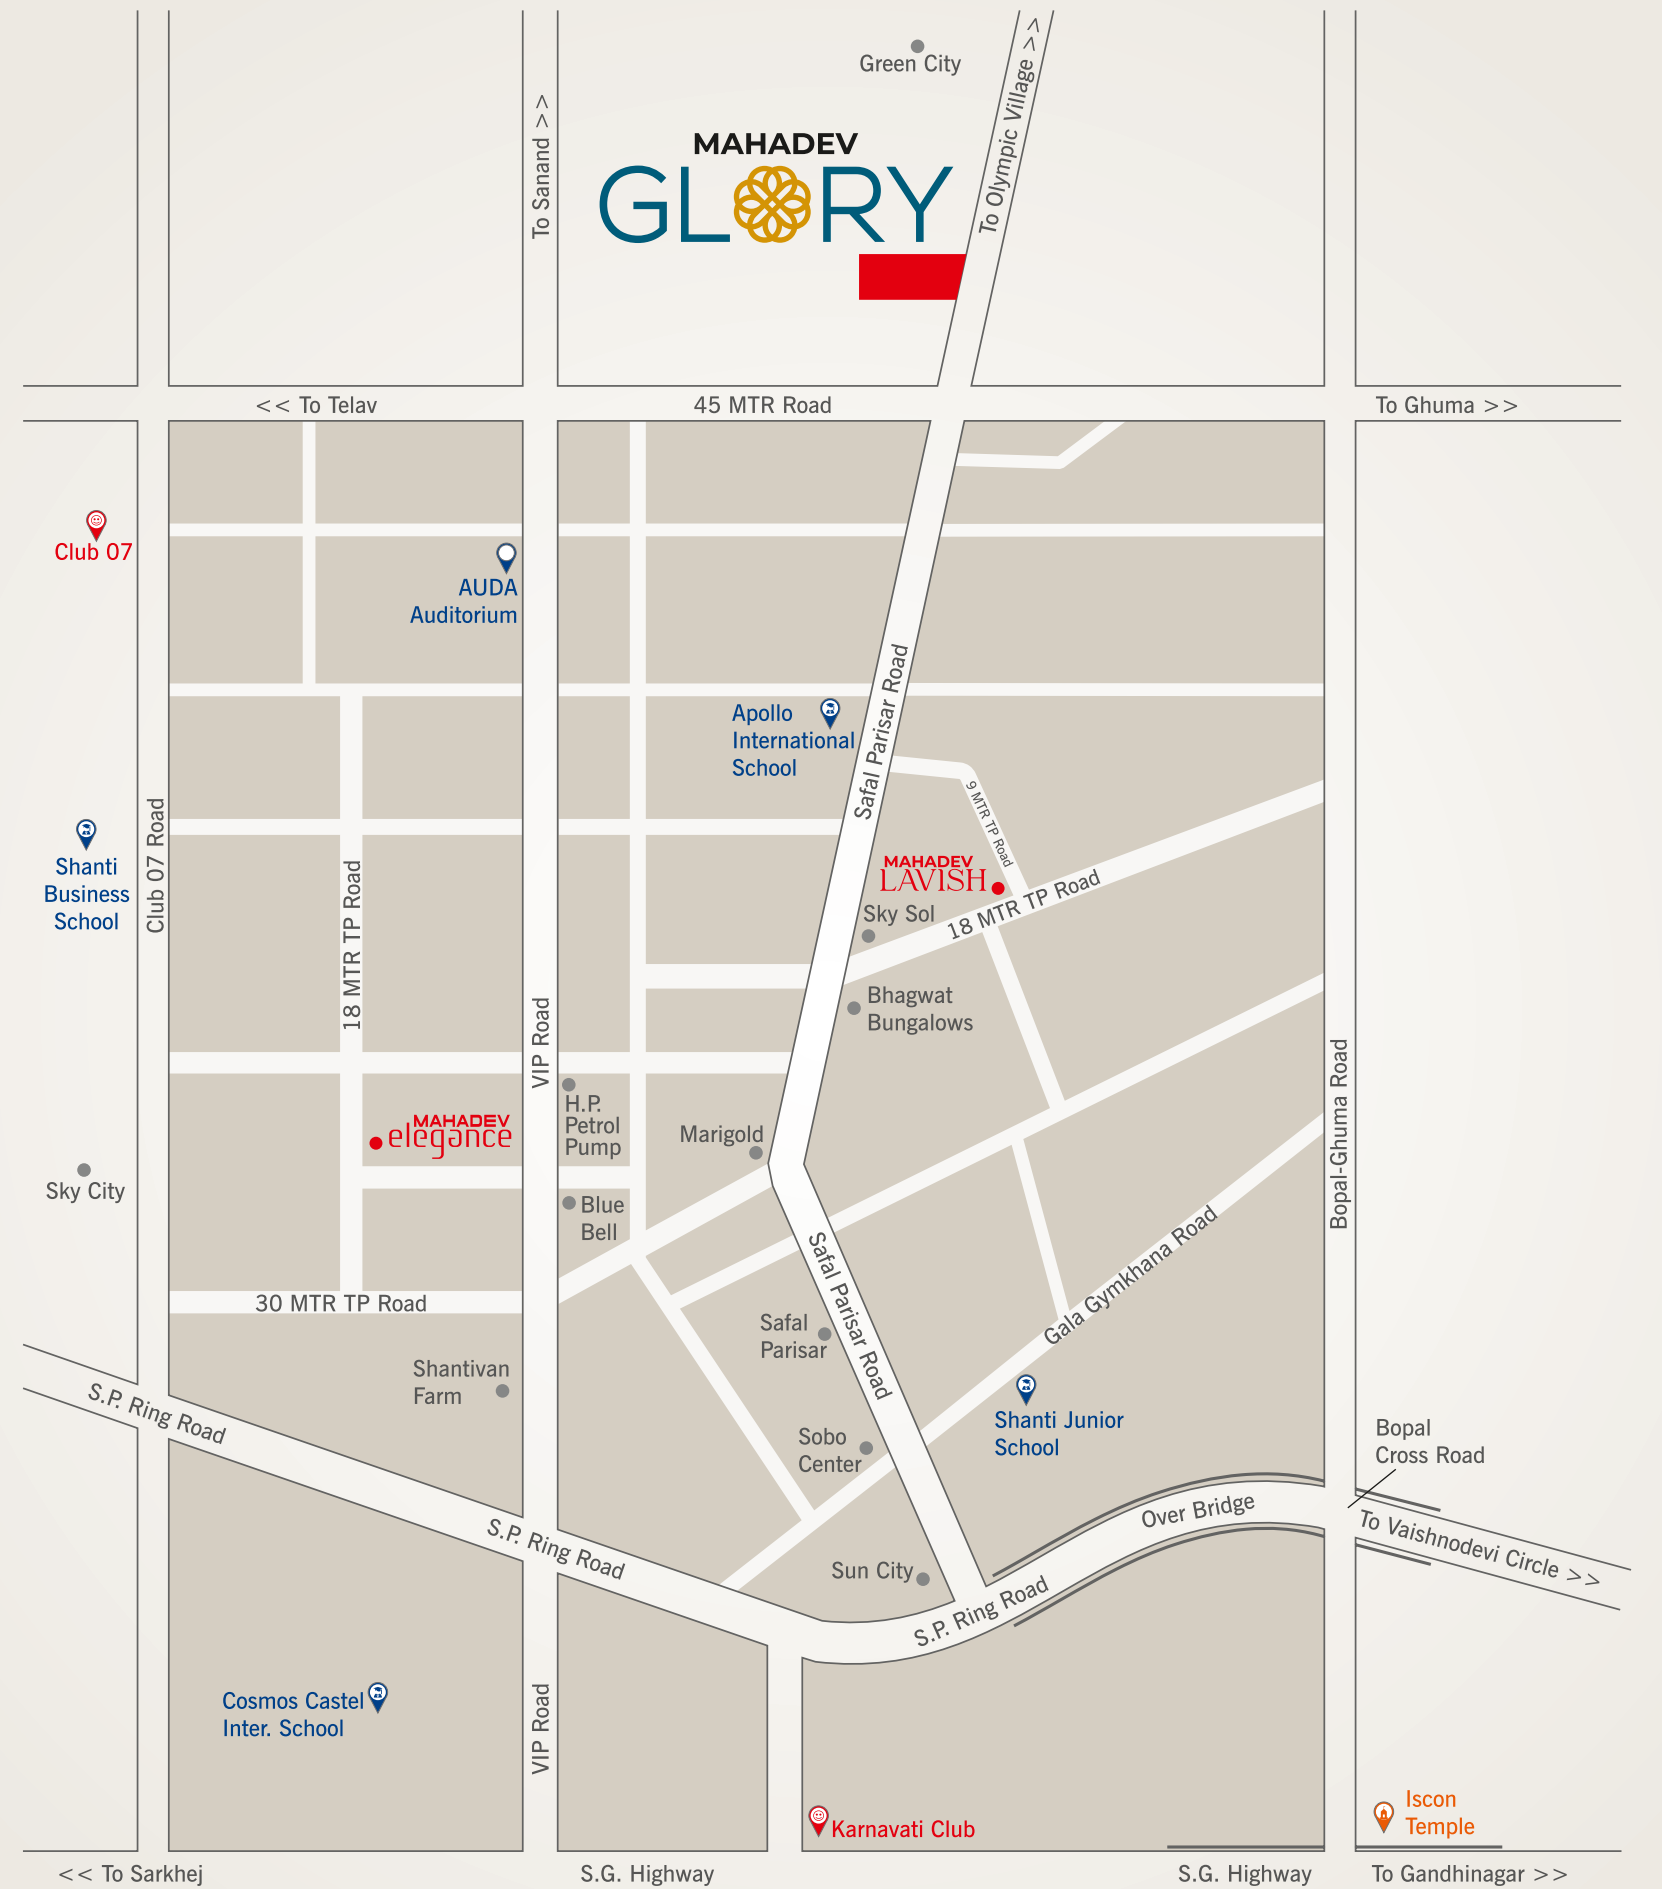 Green City
To Olympic Village >>>
To Sanand >>
MAHADEV
GLORY
<< To Telav
45 MTR Road
To Ghuma >>
Club 07
AUDA
Auditorium
Safal Parisar Road
Apollo
International
School
9 MTR TP Road
Club 07 Road
Shanti
Business
School
18 MTR TP Road
MAHADEV
LAVISH
18 MTR TP Road
Sky Sol
Bhagwat
Bungalows
VIP Road
Bopal-Ghuma Road
H.P.
Petrol
Pump
MAHADEV
elegance
Marigold
Sky City
Blue
Bell
Gala Gymkhana Road
Safal Parisar Road
30 MTR TP Road
Safal
Parisar
Shantivan
Farm
S.P. Ring Road
Shanti Junior
School
Sobo
Center
Bopal
Cross Road
Over Bridge
To Vaishnodevi Circle >>
S.P. Ring Road
Sun City
S.P. Ring Road
Cosmos Castel
Inter. School
VIP Road
Karnavati Club
Iscon
Temple
<< To Sarkhej
S.G. Highway
S.G. Highway
To Gandhinagar >>